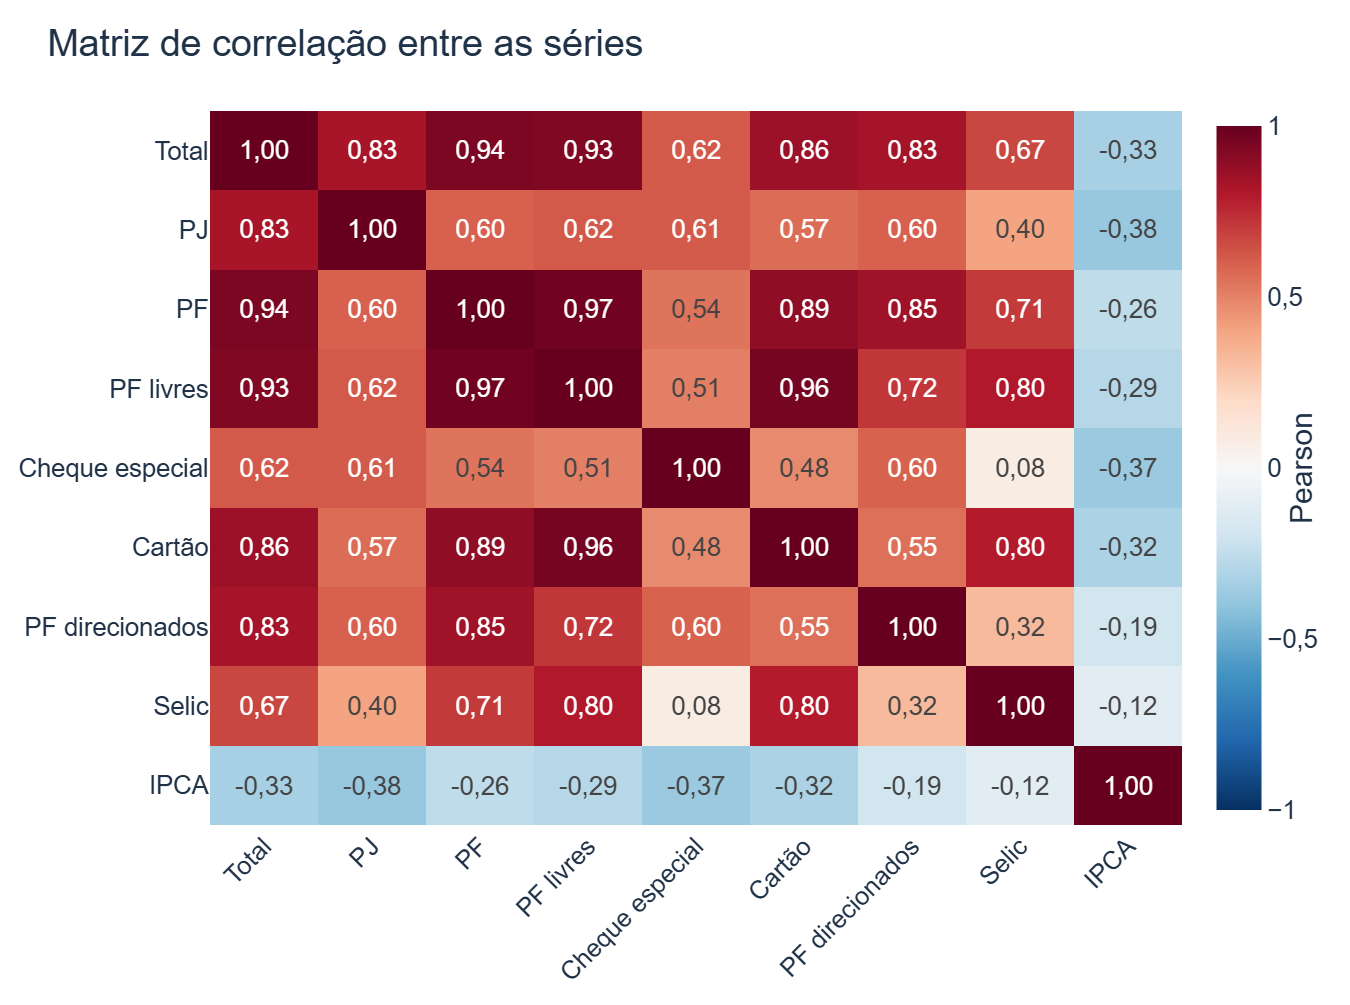 Matriz de correlação entre as séries
Total 1,00 0,83 0,94 0,93 0,62 0,86 0,83 0,67 -0,33
PJ 0,83 1,00 0,60 0,62 0,61 0,57 0,60 0,40 -0,38
PF 0,94 0,60 1,00 0,97 0,54 0,89 0,85 0,71 -0,26
PF livres 0,93 0,62 0,97 1,00 0,51 0,96 0,72 0,80 -0,29
Cheque especial 0,62 0,61 0,54 0,51 1,00 0,48 0,60 0,08 -0,37
Cartão 0,86 0,57 0,89 0,96 0,48 1,00 0,55 0,80 -0,32
PF direcionados 0,83 0,60 0,85 0,72 0,60 0,55 1,00 0,32 -0,19
Selic 0,67 0,40 0,71 0,80 0,08 0,80 0,32 1,00 -0,12
IPCA -0,33 -0,38 -0,26 -0,29 -0,37 -0,32 -0,19 -0,12 1,00
Total PJ PF PF livres Cheque especial Cartão PF direcionados Selic IPCA
1
0,5
0
−0,5
−1
Pearson